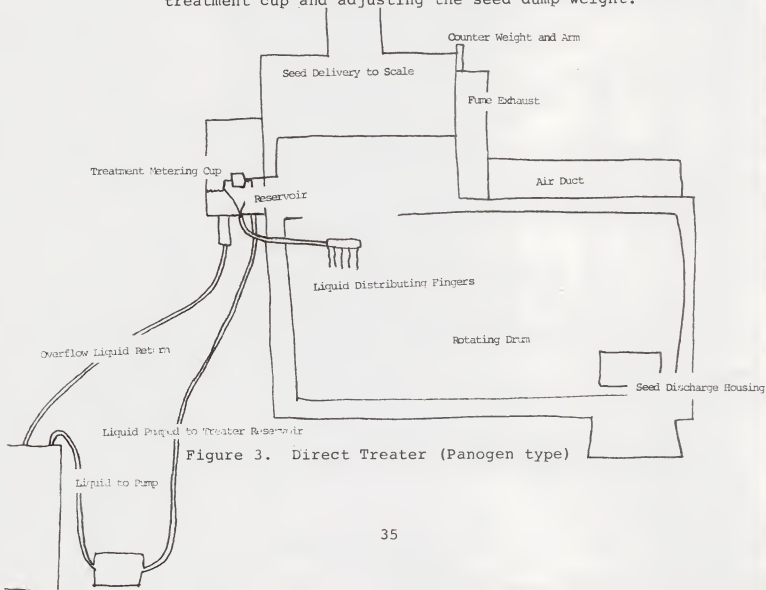 treatment cup and adjusting the seed dump weight.
Counter Weight and Arm
Seed Delivery to Scale
Fume Exhaust
Treatment Metering Cup
Air Duct
Reservoir
Liquid Distributing Fingers
Rotating Drum
Overflow Liquid Return
Seed Discharge Housing
Liquid Pumped to Treater Reservoir
Figure 3. Direct Treater (Panogen type)
Liquid to Pump
35